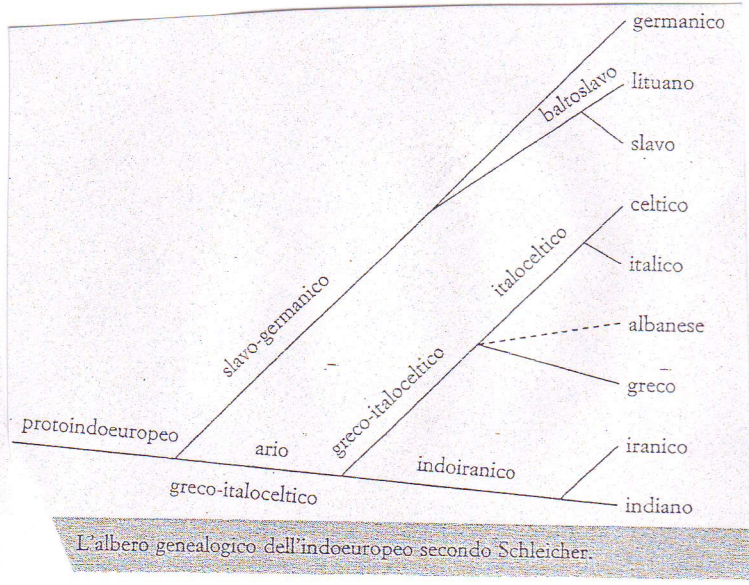 germanico
baltoslavo
lituano
slavo
celtico
italoceltico
italico
slavo-germanico
albanese
greco-italoceltico
greco
protoindoeuropeo
ario
indoiranico
iranico
greco-italoceltico
indiano
L'albero genealogico dell'indoeuropeo secondo Schleicher.